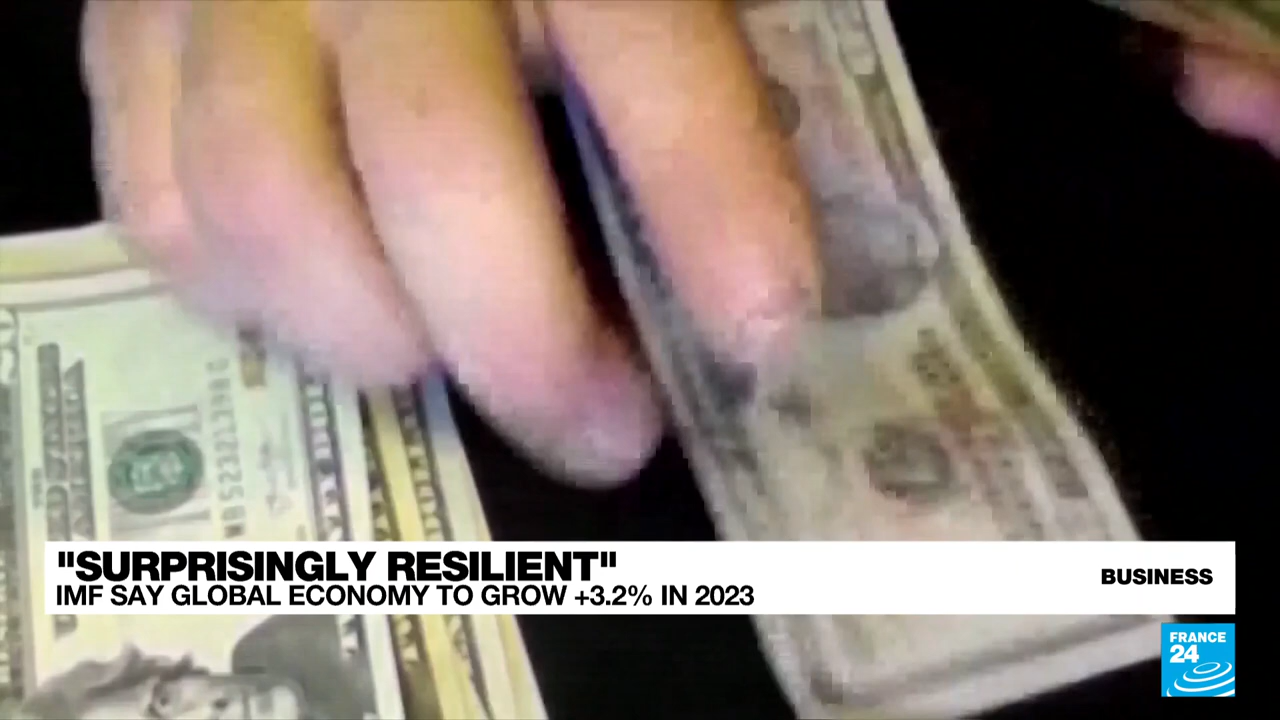 "SURPRISINGLY RESILIENT"
IMF SAY GLOBAL ECONOMY TO GROW +3.2% IN 2023
BUSINESS
FRANCE
24